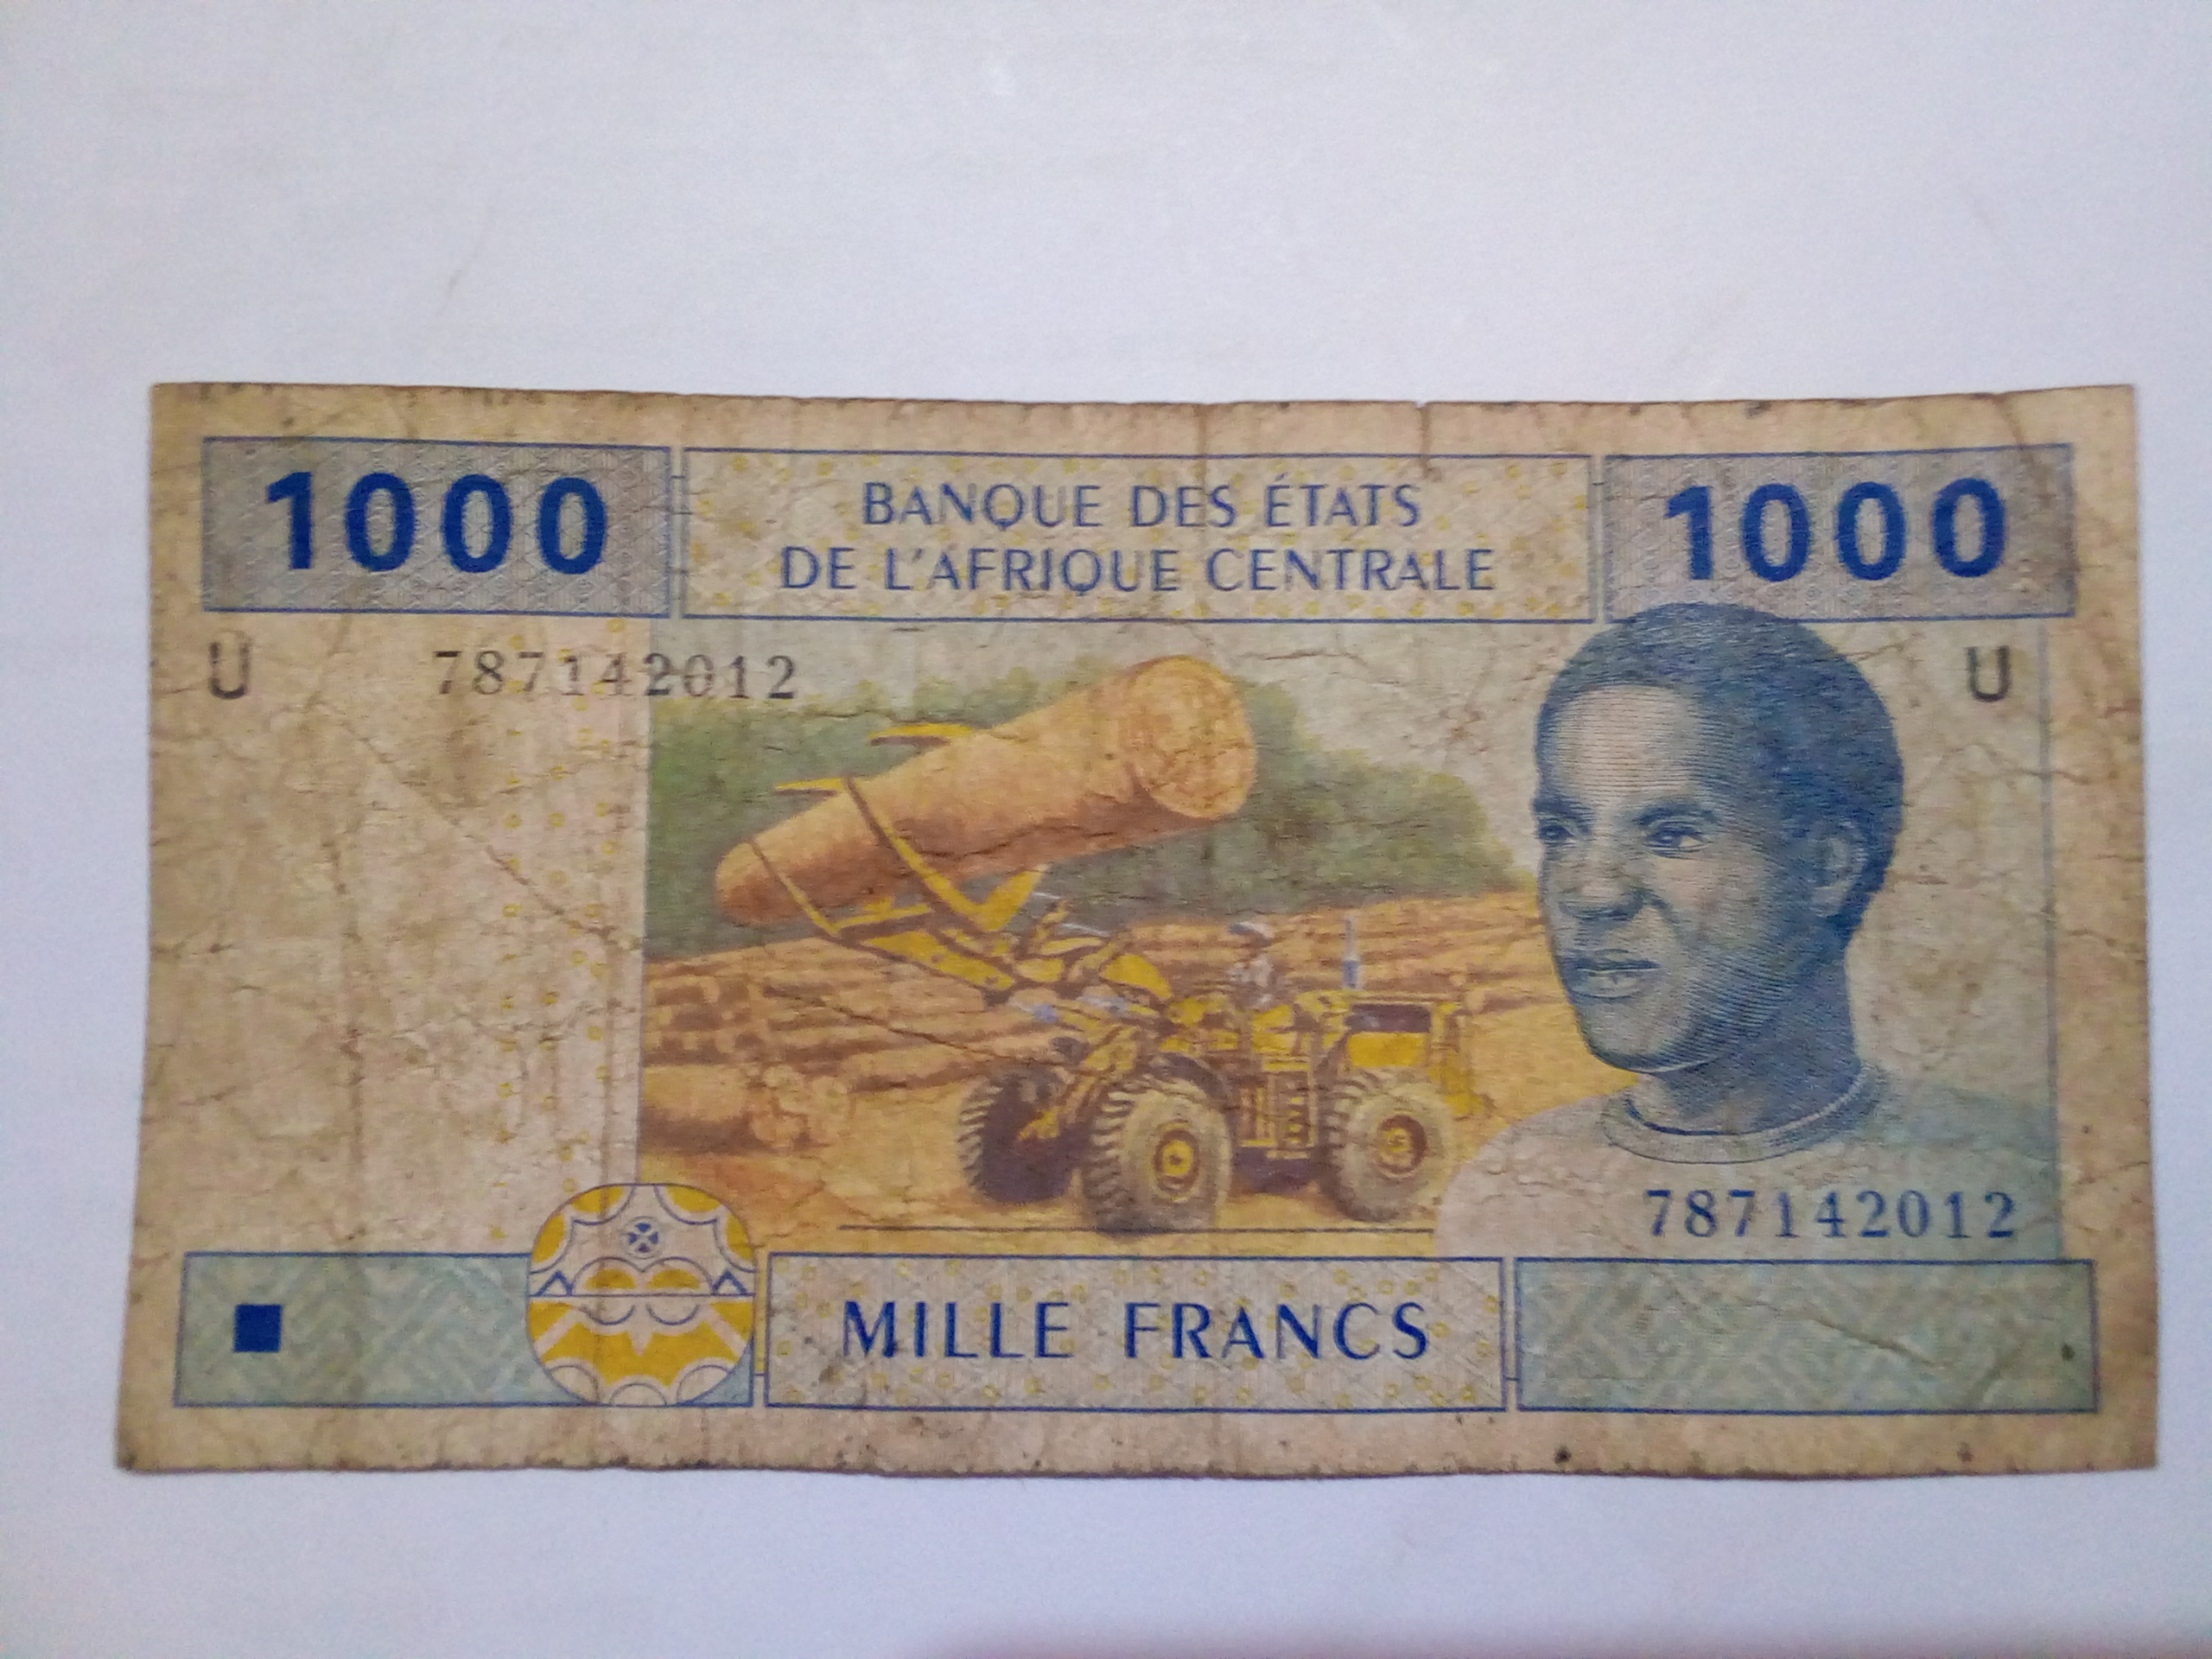 1000
BANQUE DES ÉTATS
DE L'AFRIQUE CENTRALE
1000
U
787142012
U
787142012
MILLE FRANCS